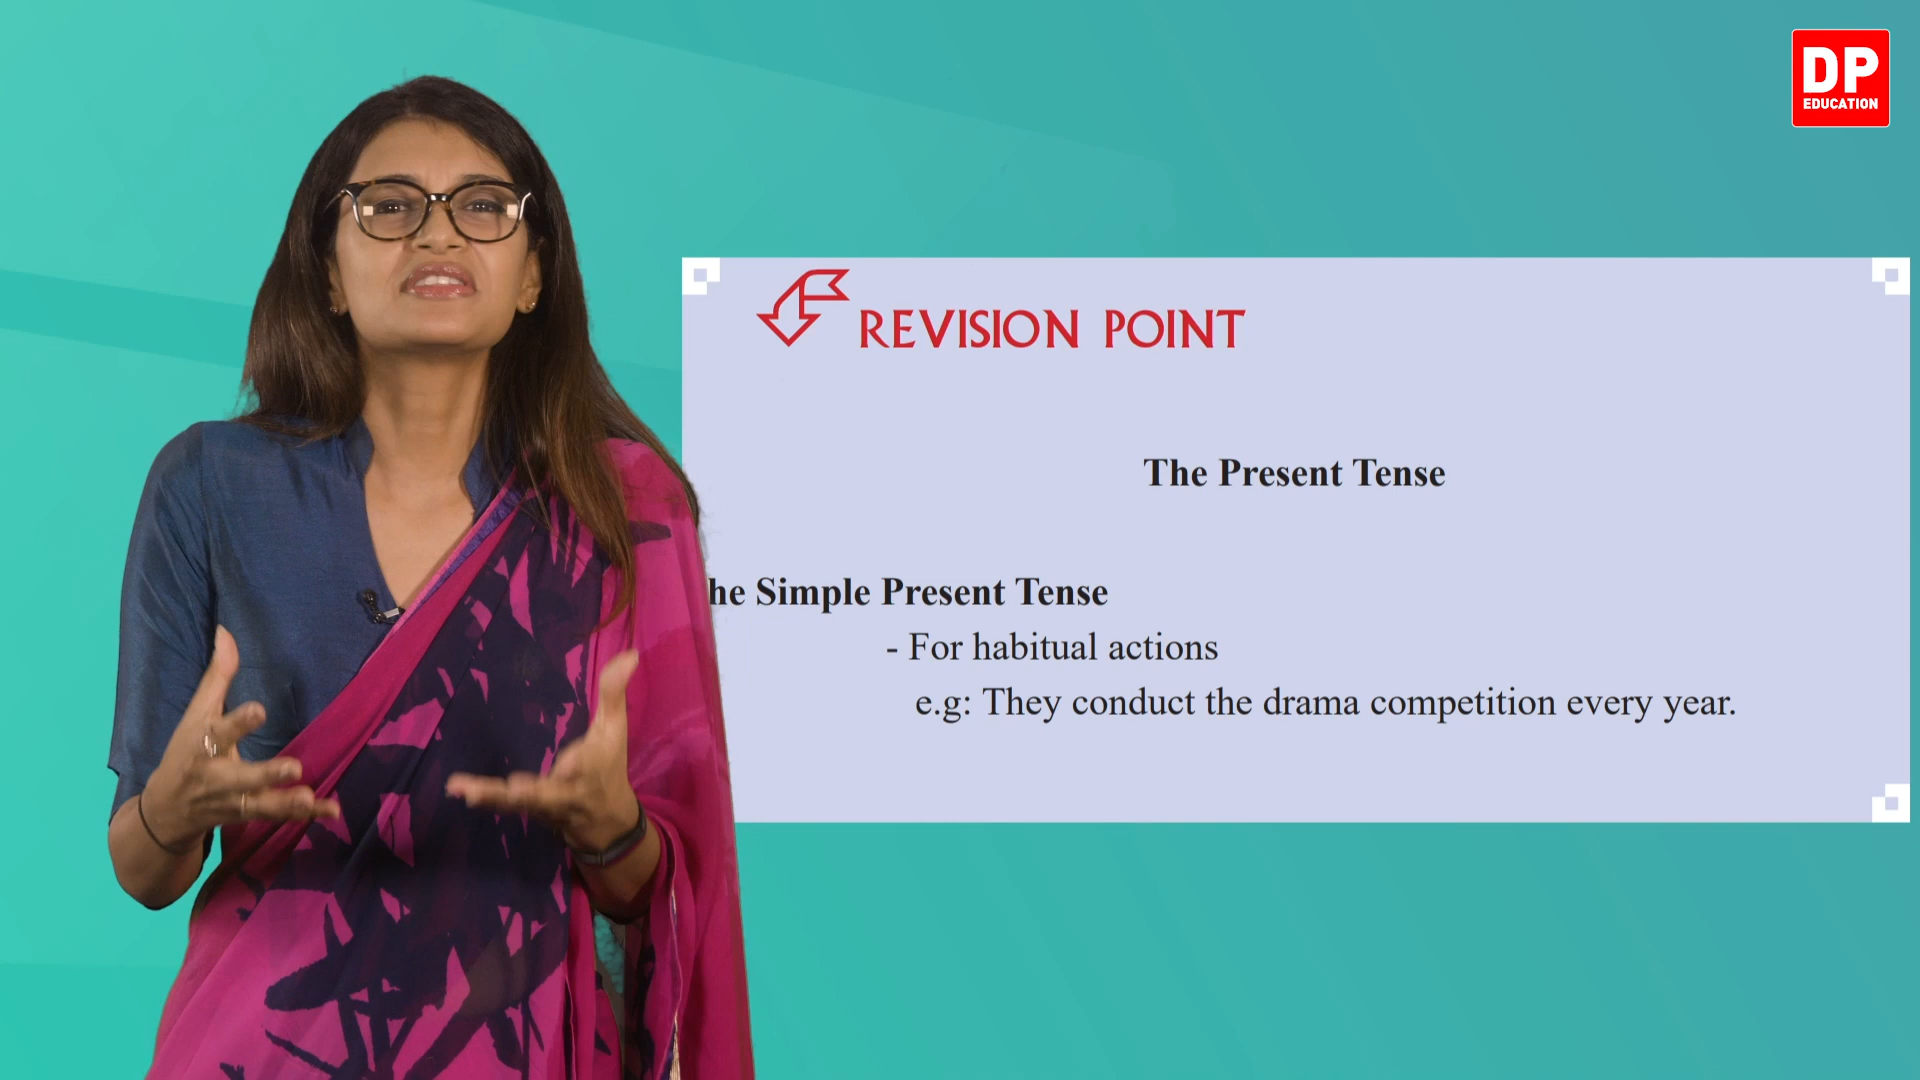 DP
EDUCATION
REVISION POINT
The Present Tense
he Simple Present Tense
- For habitual actions
e.g: They conduct the drama competition every year.